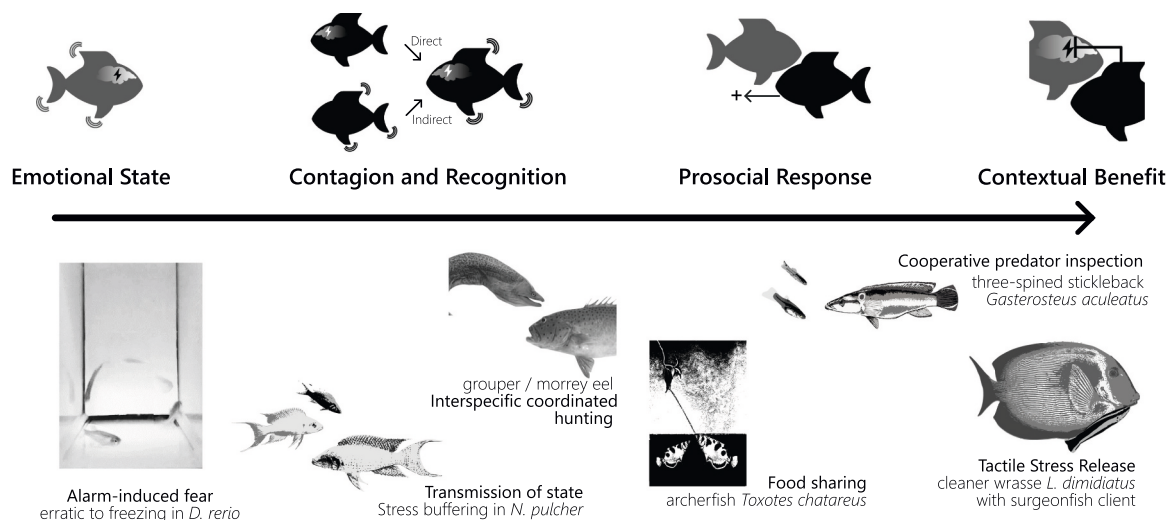 Direct
Indirect
+
Emotional State
Contagion and Recognition
Prosocial Response
Contextual Benefit
Cooperative predator inspection
three-spined stickleback
Gasterosteus aculeatus
grouper / morrey eel
Interspecific coordinated
hunting
Alarm-induced fear
erratic to freezing in D. rerio
Transmission of state
Stress buffering in N. pulcher
Food sharing
archerfish Toxotes chatareus
Tactile Stress Release
cleaner wrasse L. dimidiatus
with surgeonfish client